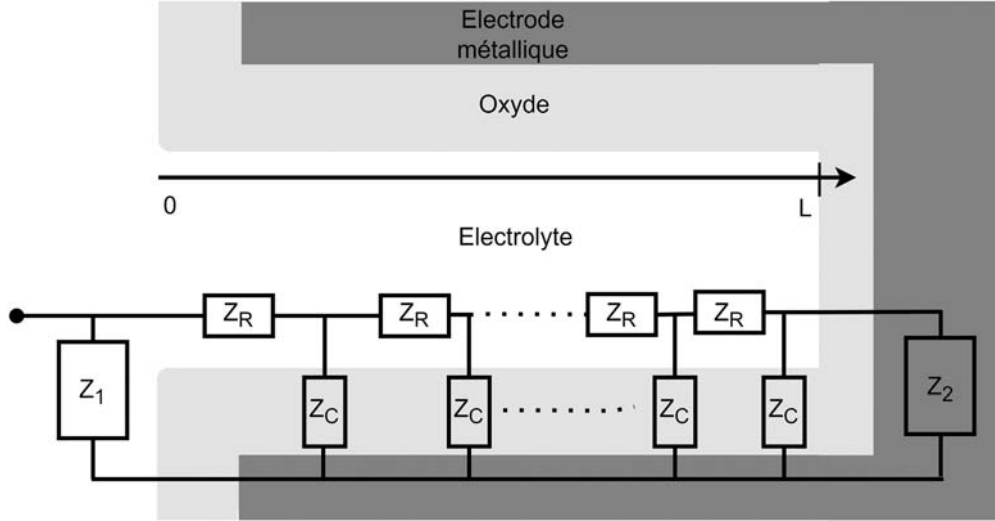 Electrode
métallique
Oxyde
0
L
Electrolyte
Z_R Z_R Z_R Z_R
Z_1 Z_C Z_C Z_C Z_C Z_2